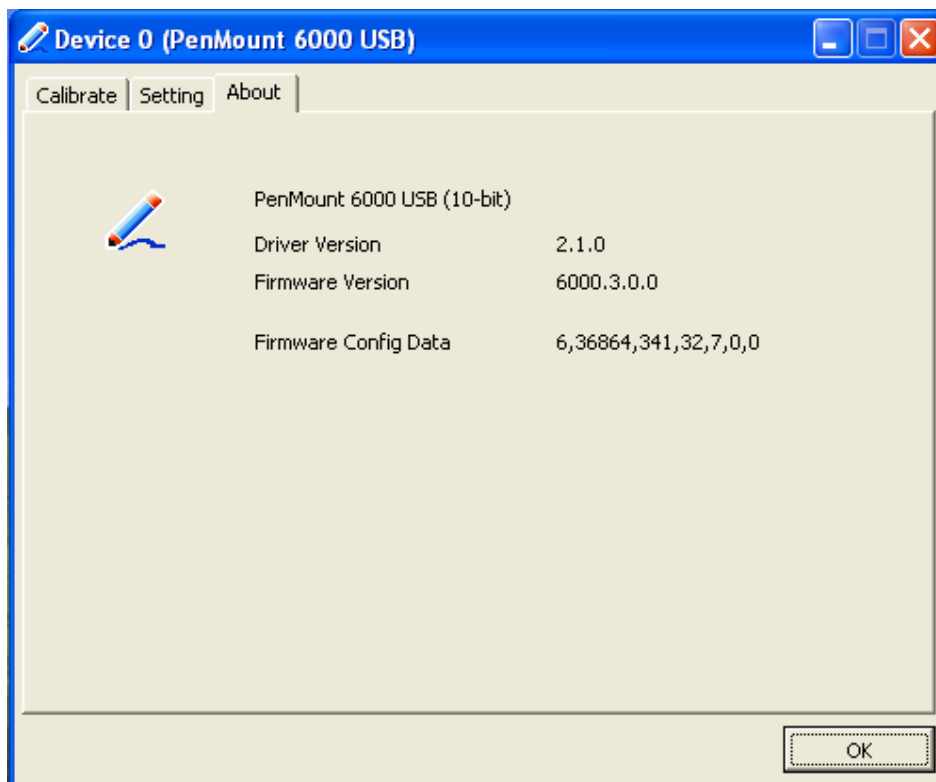 Device 0 (PenMount 6000 USB)
Calibrate Setting About
PenMount 6000 USB (10-bit)
Driver Version 2.1.0
Firmware Version 6000.3.0.0
Firmware Config Data 6,36864,341,32,7,0,0
OK